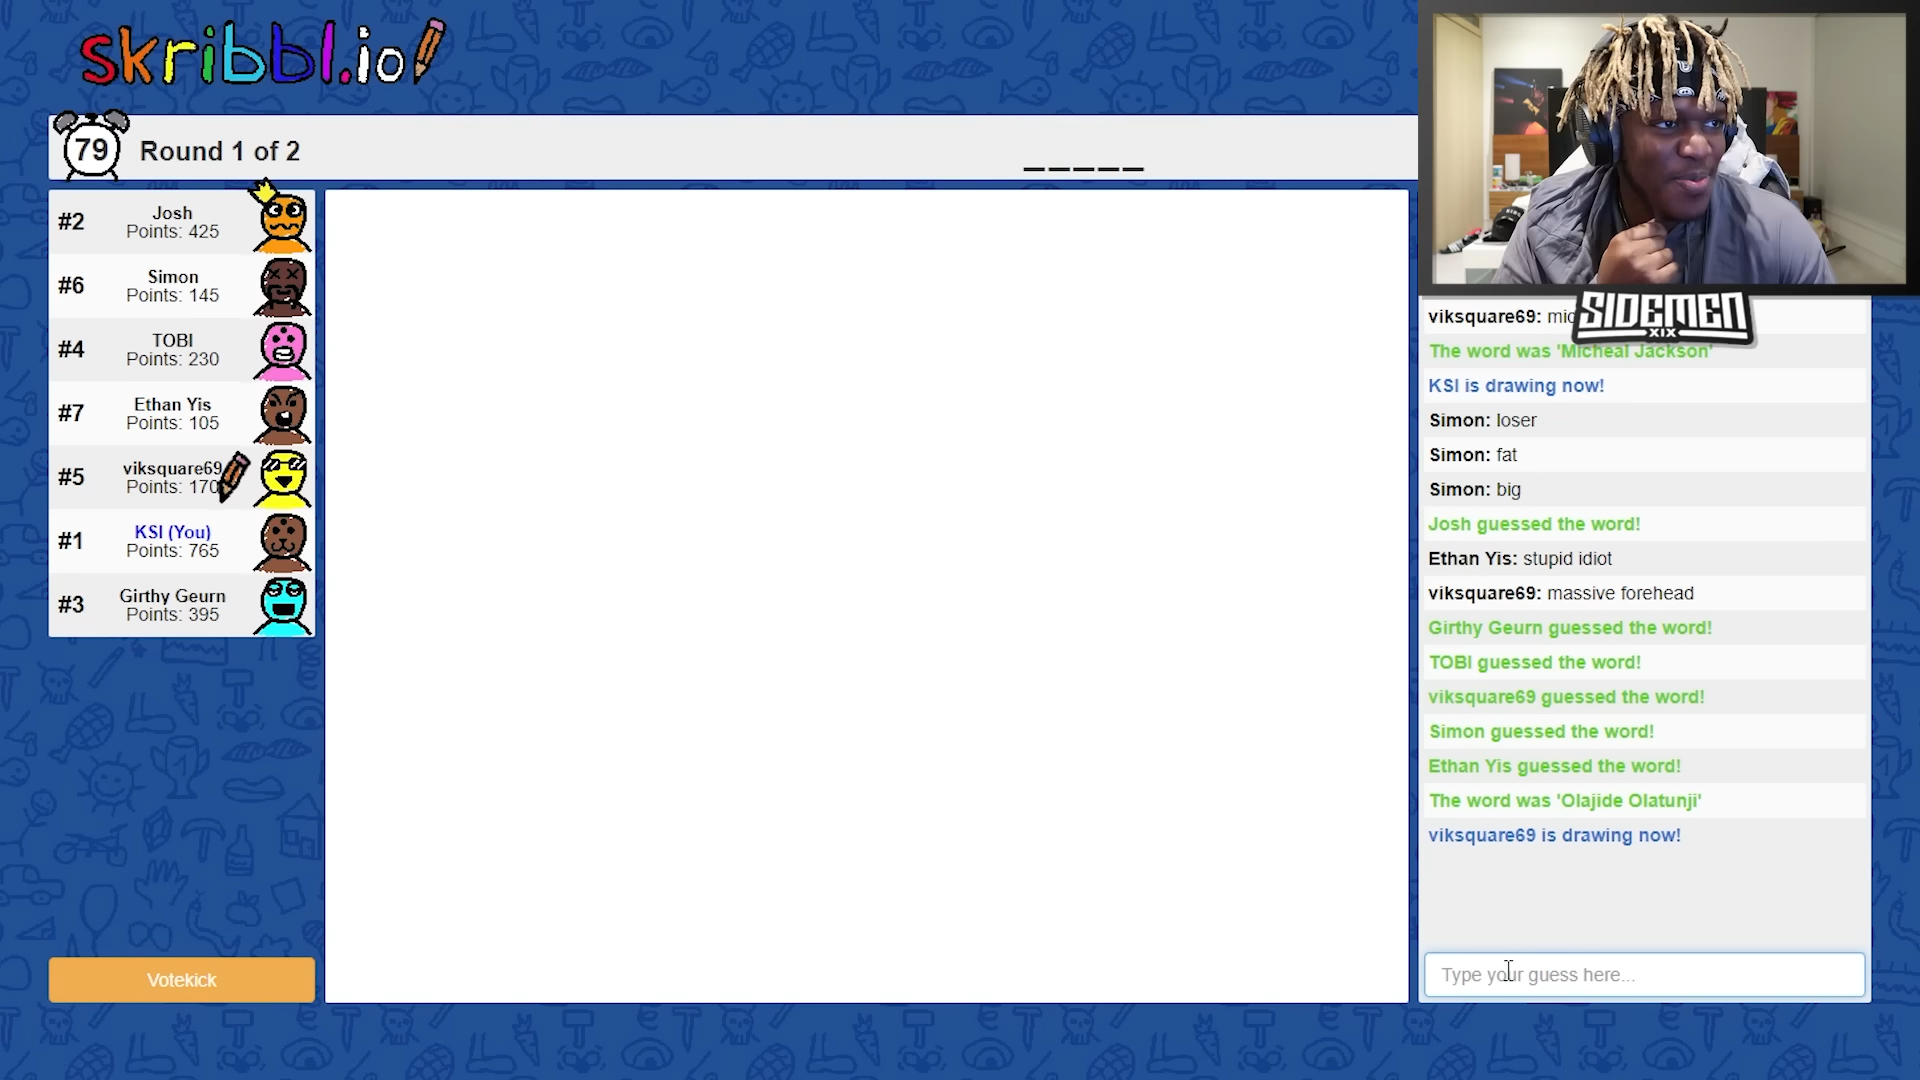 skribbl.io
79
Round 1 of 2
_____
#2
Josh
Points: 425
#6
Simon
Points: 145
#4
TOBI
Points: 230
#7
Ethan Yis
Points: 105
#5
viksquare69
Points: 170
#1
KSI (You)
Points: 765
#3
Girthy Geurn
Points: 395
Votekick
SIDEMEN
XIX
viksquare69:
The word was 'Micheal Jackson'
KSI is drawing now!
Simon: loser
Simon: fat
Simon: big
Josh guessed the word!
Ethan Yis: stupid idiot
viksquare69: massive forehead
Girthy Geurn guessed the word!
TOBI guessed the word!
viksquare69 guessed the word!
Simon guessed the word!
Ethan Yis guessed the word!
The word was 'Olajide Olatunji'
viksquare69 is drawing now!
Type your guess here...